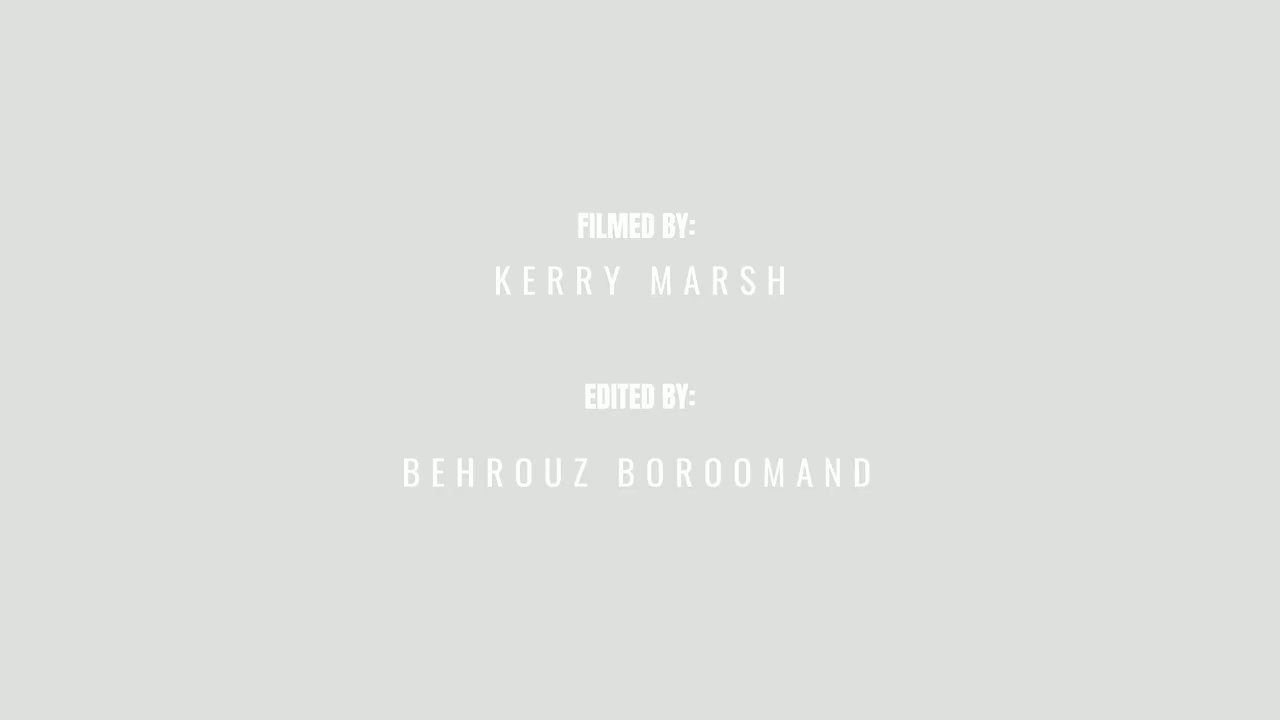 FILMED BY:
KERRY MARSH
EDITED BY:
BEHROUZ BOROOMAND